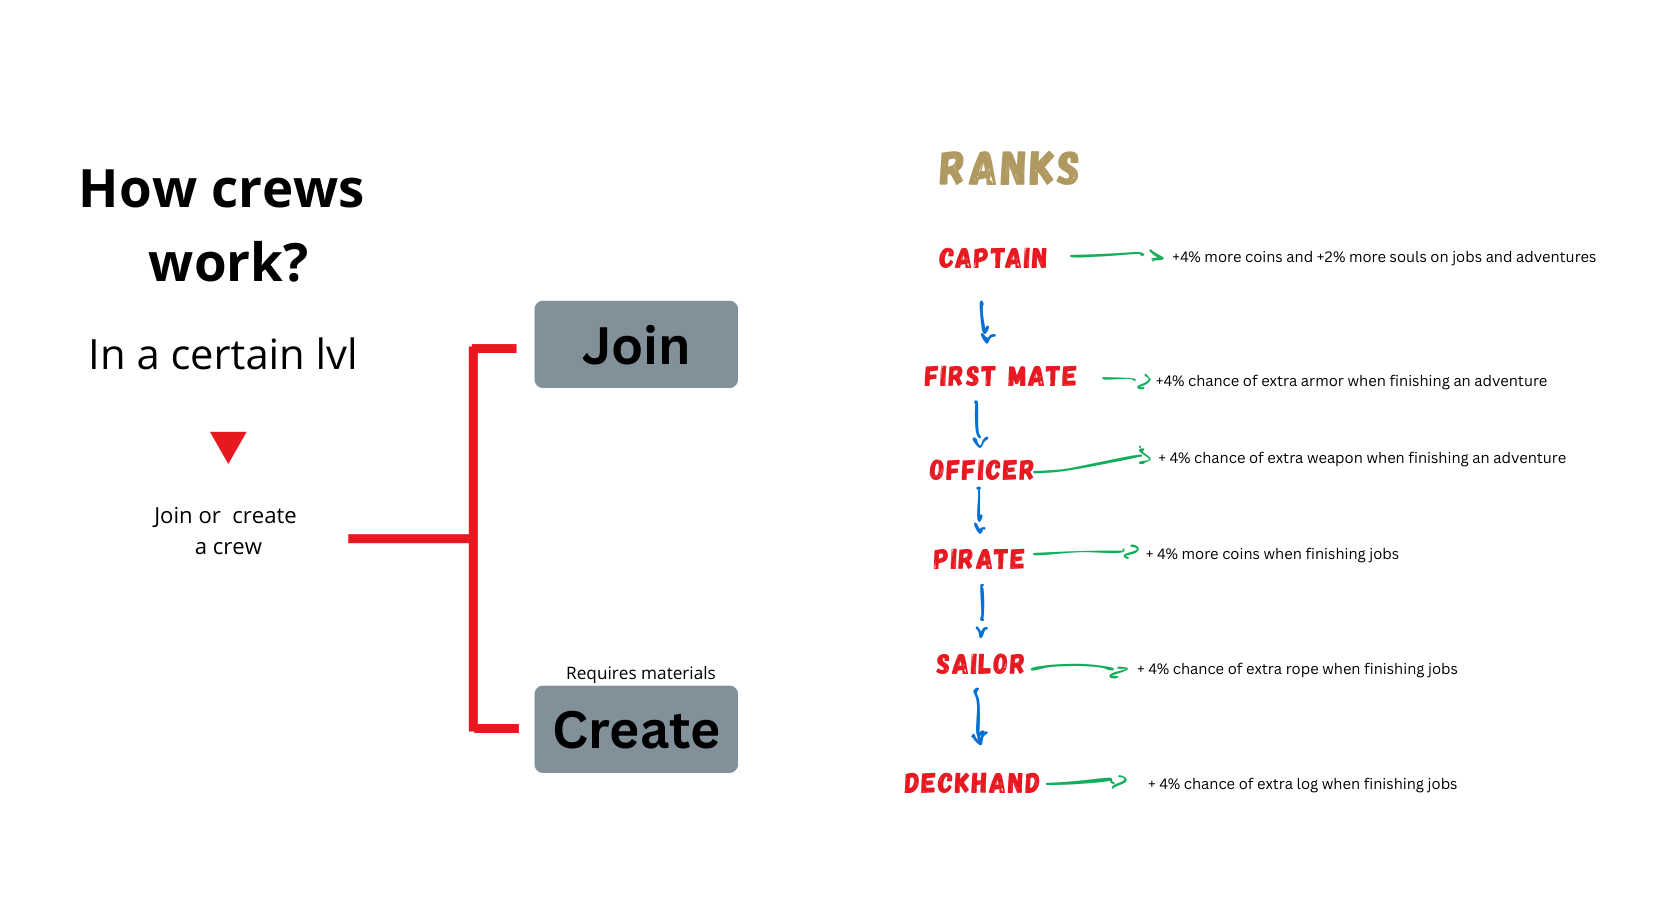 How crews
work?
In a certain lvl
Join or  create
a crew
Join
Requires materials
Create
RANKS
CAPTAIN
+4% more coins and +2% more souls on jobs and adventures
FIRST MATE
+4% chance of extra armor when finishing an adventure
OFFICER
+ 4% chance of extra weapon when finishing an adventure
PIRATE
+ 4% more coins when finishing jobs
SAILOR
+ 4% chance of extra rope when finishing jobs
DECKHAND
+ 4% chance of extra log when finishing jobs